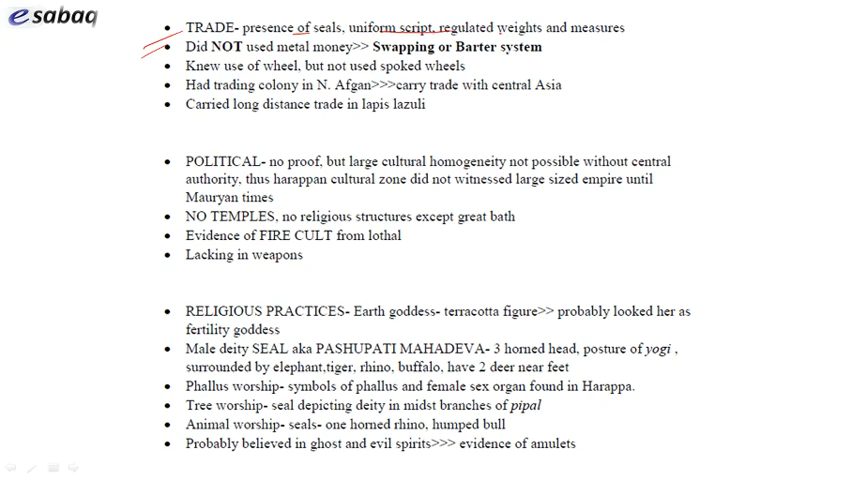 esabaq
• TRADE- presence of seals, uniform script, regulated weights and measures
• Did NOT used metal money>> Swapping or Barter system
• Knew use of wheel, but not used spoked wheels
• Had trading colony in N. Afgan>>>carry trade with central Asia
• Carried long distance trade in lapis lazuli
• POLITICAL- no proof, but large cultural homogeneity not possible without central
authority, thus harappan cultural zone did not witnessed large sized empire until
Mauryan times
• NO TEMPLES, no religious structures except great bath
• Evidence of FIRE CULT from lothal
• Lacking in weapons
• RELIGIOUS PRACTICES- Earth goddess- terracotta figure>> probably looked her as
fertility goddess
• Male deity SEAL aka PASHUPATI MAHADEVA- 3 horned head, posture of yogi ,
surrounded by elephant,tiger, rhino, buffalo, have 2 deer near feet
• Phallus worship- symbols of phallus and female sex organ found in Harappa.
• Tree worship- seal depicting deity in midst branches of pipal
• Animal worship- seals- one horned rhino, humped bull
• Probably believed in ghost and evil spirits>>> evidence of amulets